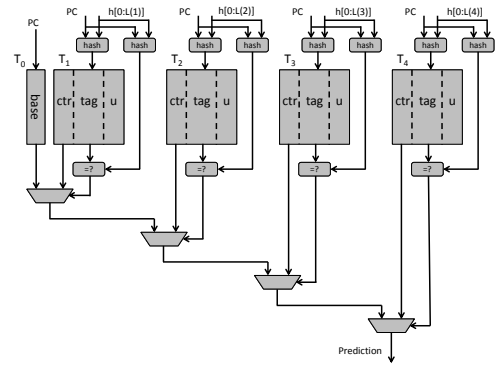 PC h[0:L(1)] PC h[0:L(2)] PC h[0:L(3)] PC h[0:L(4)]
PC
hash hash hash hash hash hash hash hash
T0 T1 T2 T3 T4
base
ctr tag u ctr tag u ctr tag u ctr tag u
=? =? =? =?
Prediction